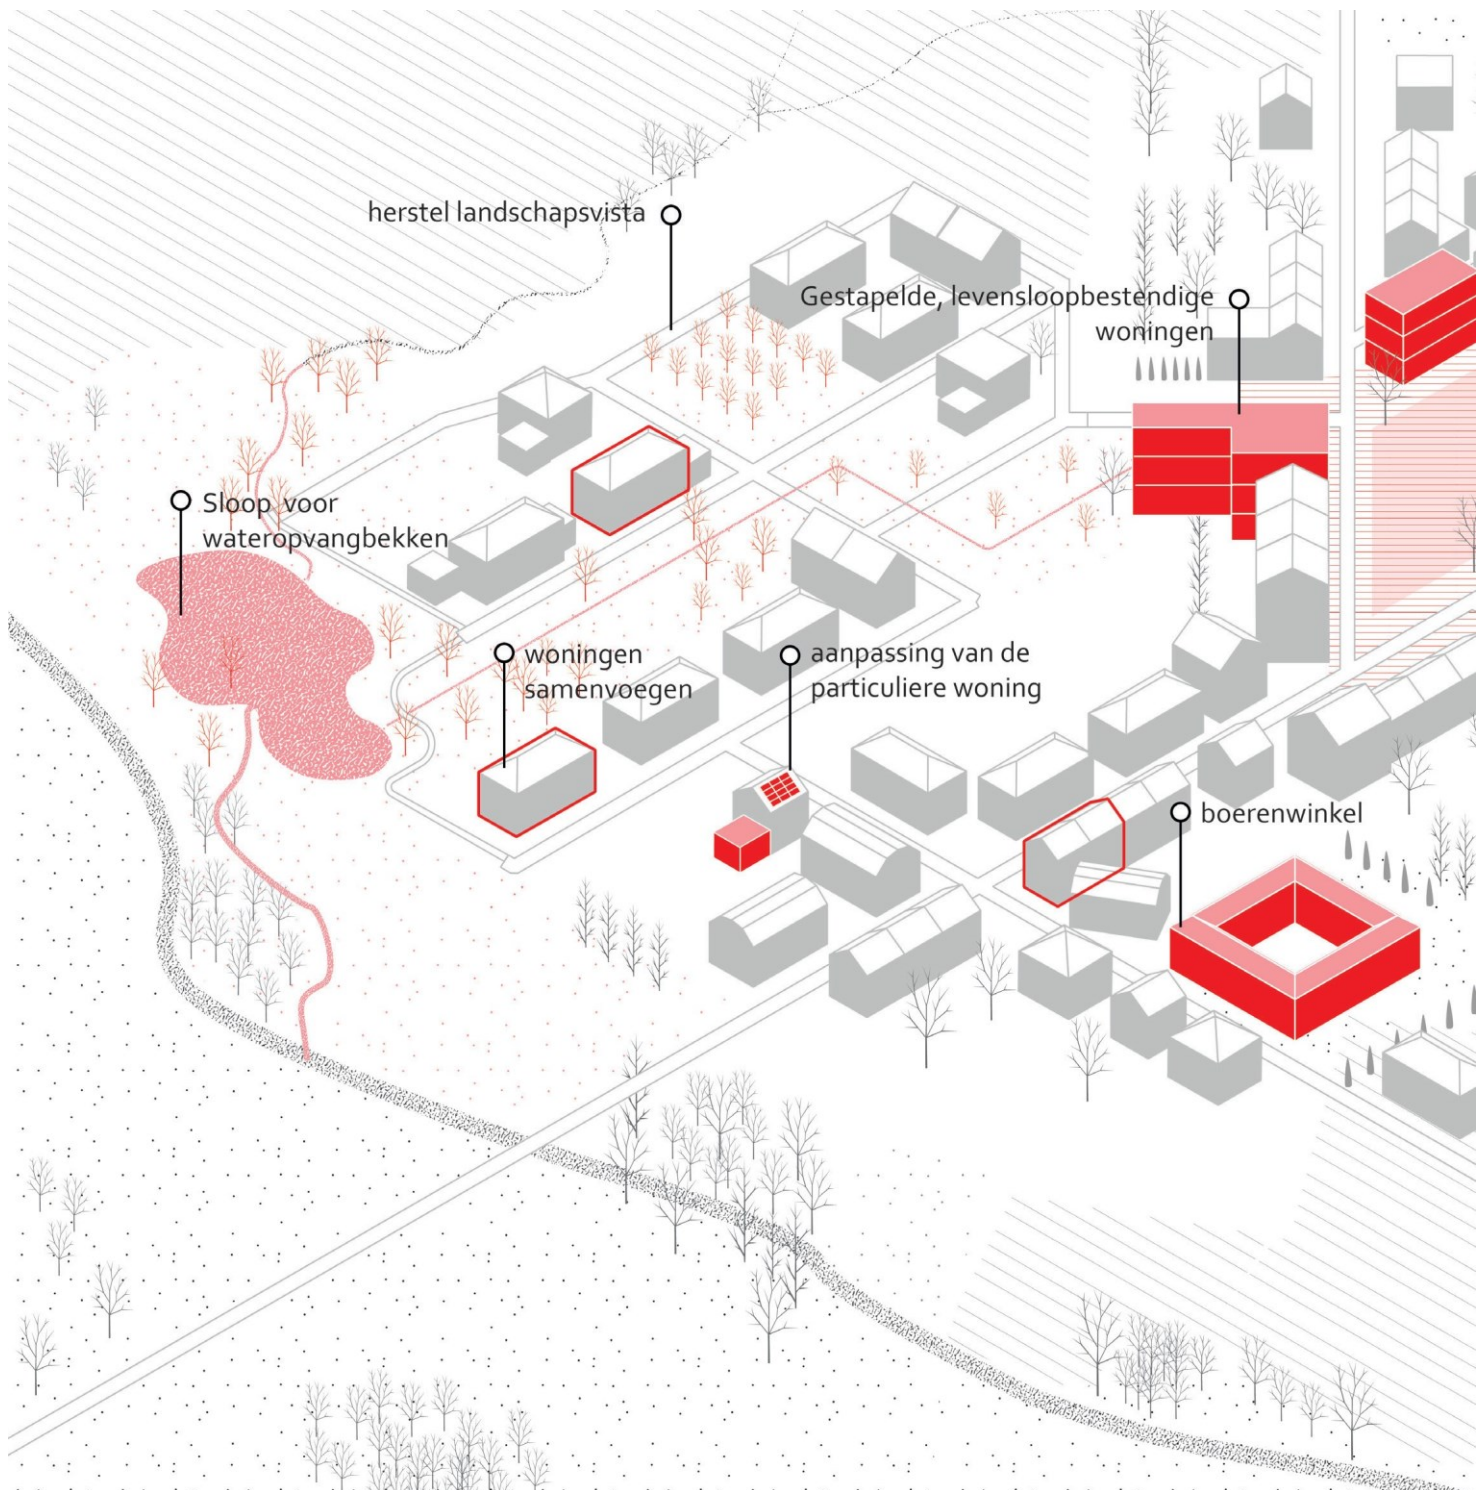 herstel landschapsvista
Gestapelde, levensloopbestendige
woningen
Sloop voor
wateropvangbekken
woningen
samenvoegen
aanpassing van de
particuliere woning
boerenwinkel